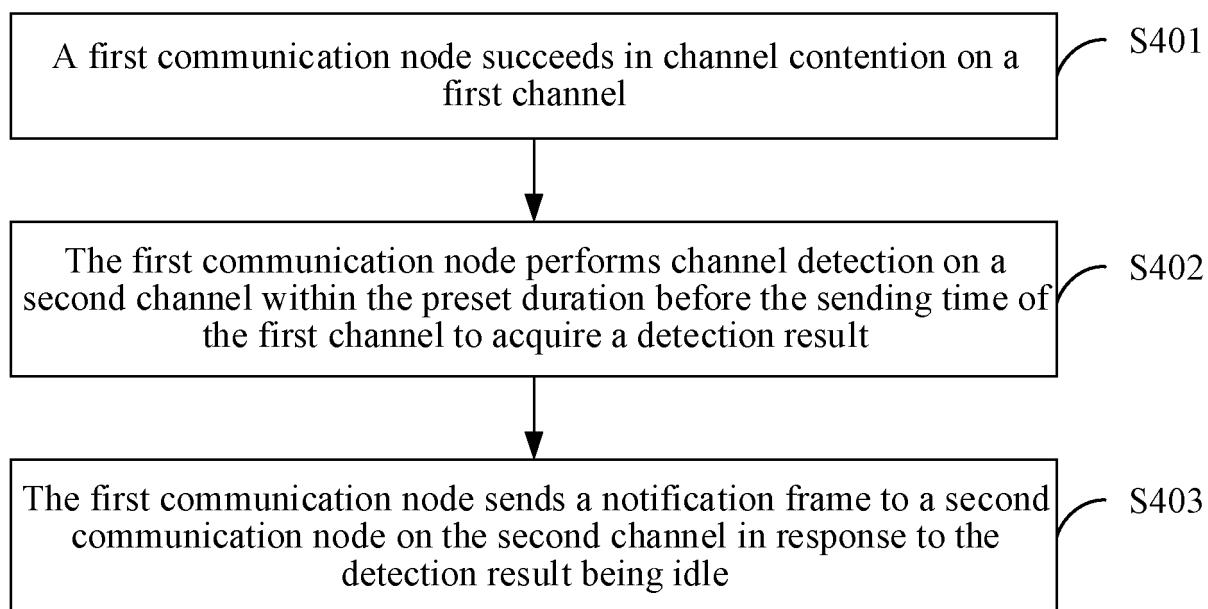 A first communication node succeeds in channel contention on a
first channel
S401
The first communication node performs channel detection on a
second channel within the preset duration before the sending time of
the first channel to acquire a detection result
S402
The first communication node sends a notification frame to a second
communication node on the second channel in response to the
detection result being idle
S403